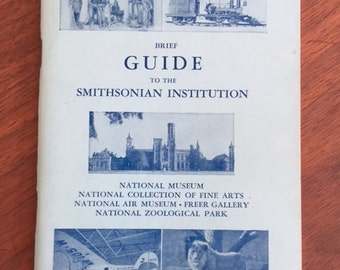 BRIEF
GUIDE
TO THE
SMITHSONIAN INSTITUTION
NATIONAL MUSEUM
NATIONAL COLLECTION OF FINE ARTS
NATIONAL AIR MUSEUM • FREER GALLERY
NATIONAL ZOOLOGICAL PARK